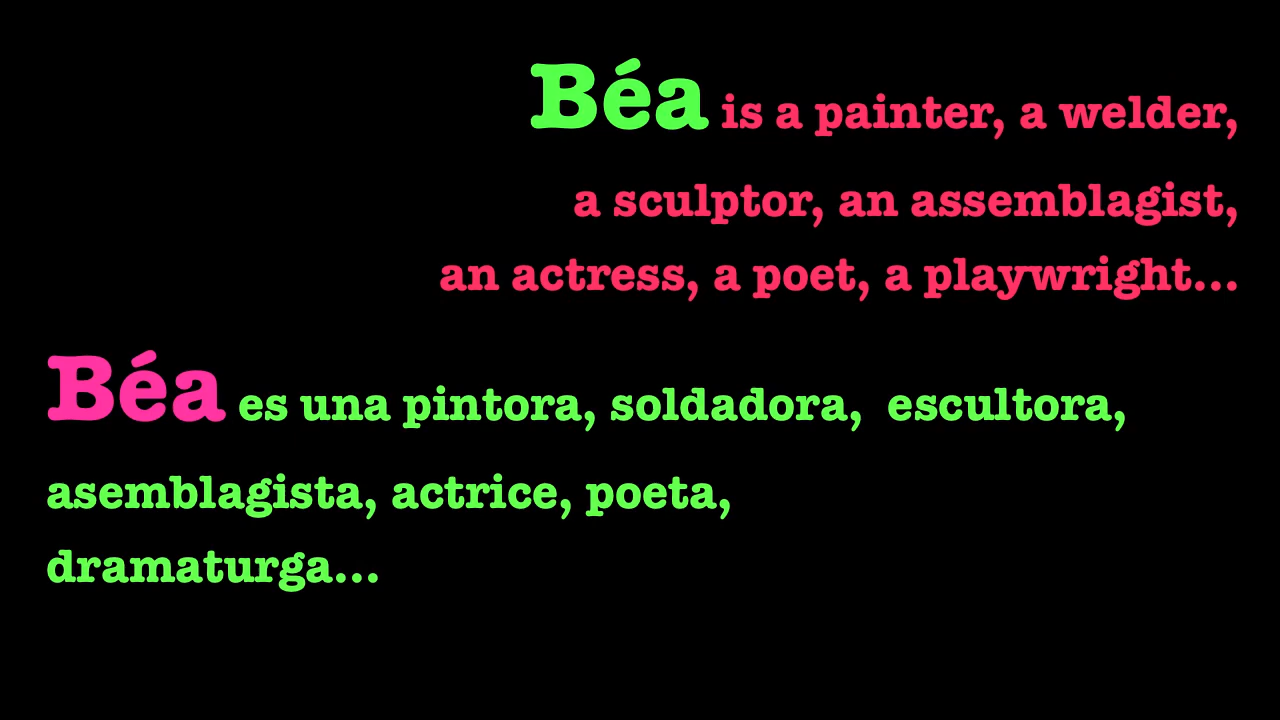 Béa is a painter, a welder,
a sculptor, an assemblagist,
an actress, a poet, a playwright...
Béa es una pintora, soldadora,  escultora,
asemblagista, actrice, poeta,
dramaturga...